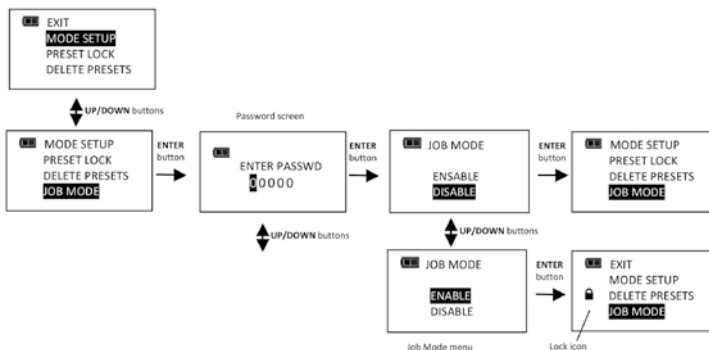 EXIT
MODE SETUP
PRESET LOCK
DELETE PRESETS
UP/DOWN buttons
Password screen
MODE SETUP
PRESET LOCK
DELETE PRESETS
JOB MODE
ENTER
button
ENTER PASSWD
00000
ENTER
button
JOB MODE
ENSABLE
DISABLE
ENTER
button
MODE SETUP
PRESET LOCK
DELETE PRESETS
JOB MODE
UP/DOWN buttons
UP/DOWN buttons
JOB MODE
ENABLE
DISABLE
ENTER
button
EXIT
MODE SETUP
DELETE PRESETS
JOB MODE
Job Mode menu
Lock icon